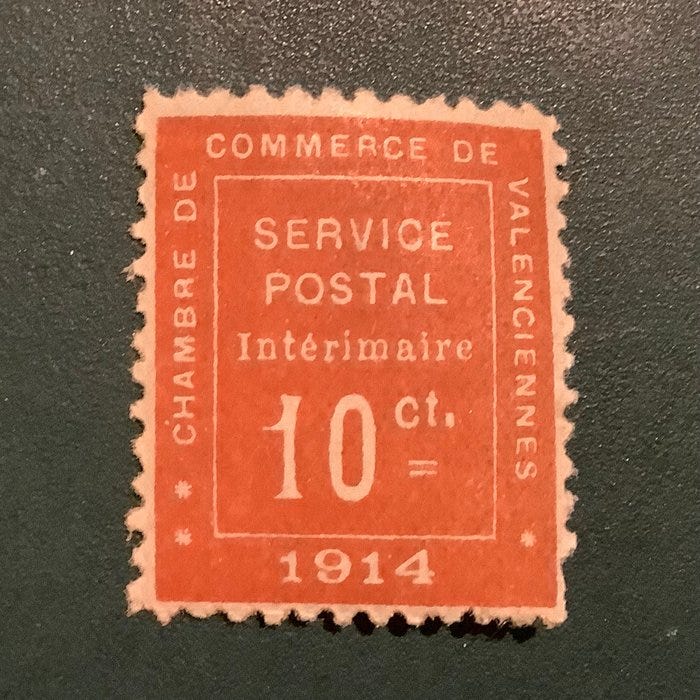 CHAMBRE DE
COMMERCE DE
VALENCIENNES
SERVICE
POSTAL
Intérimaire
10 ct.
=
1914
* *
*